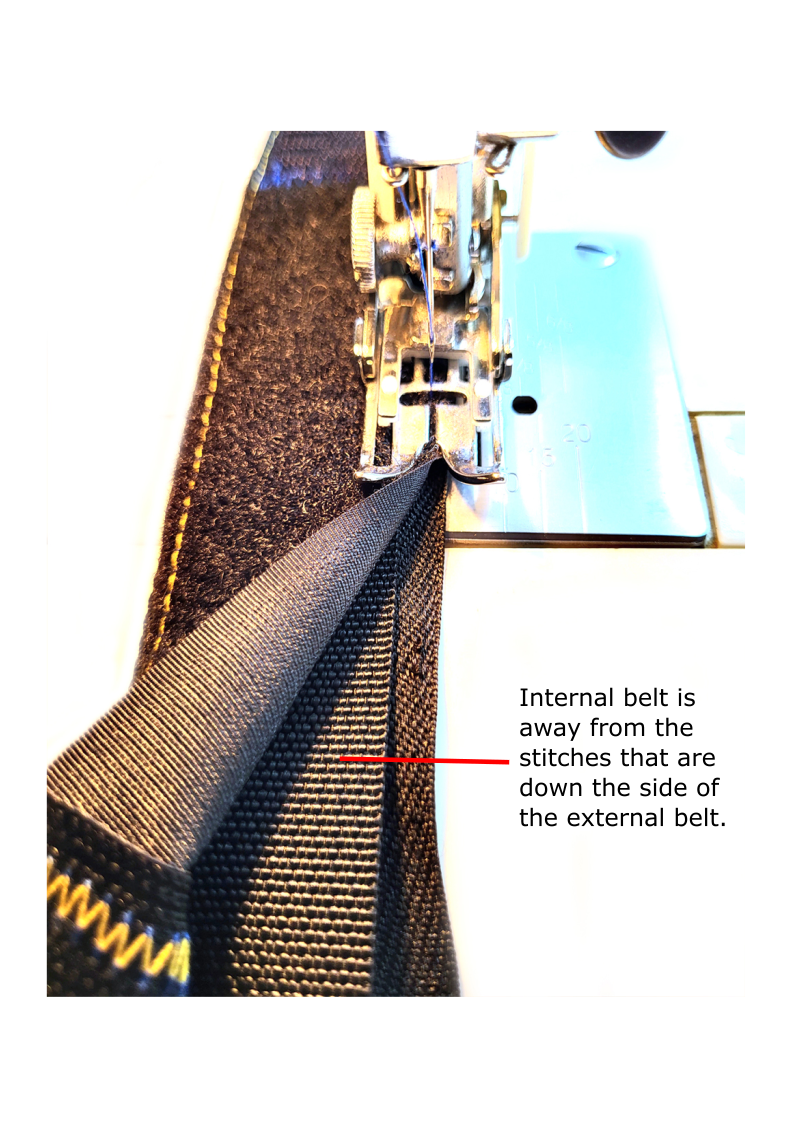 20
15
Internal belt is
away from the
stitches that are
down the side of
the external belt.